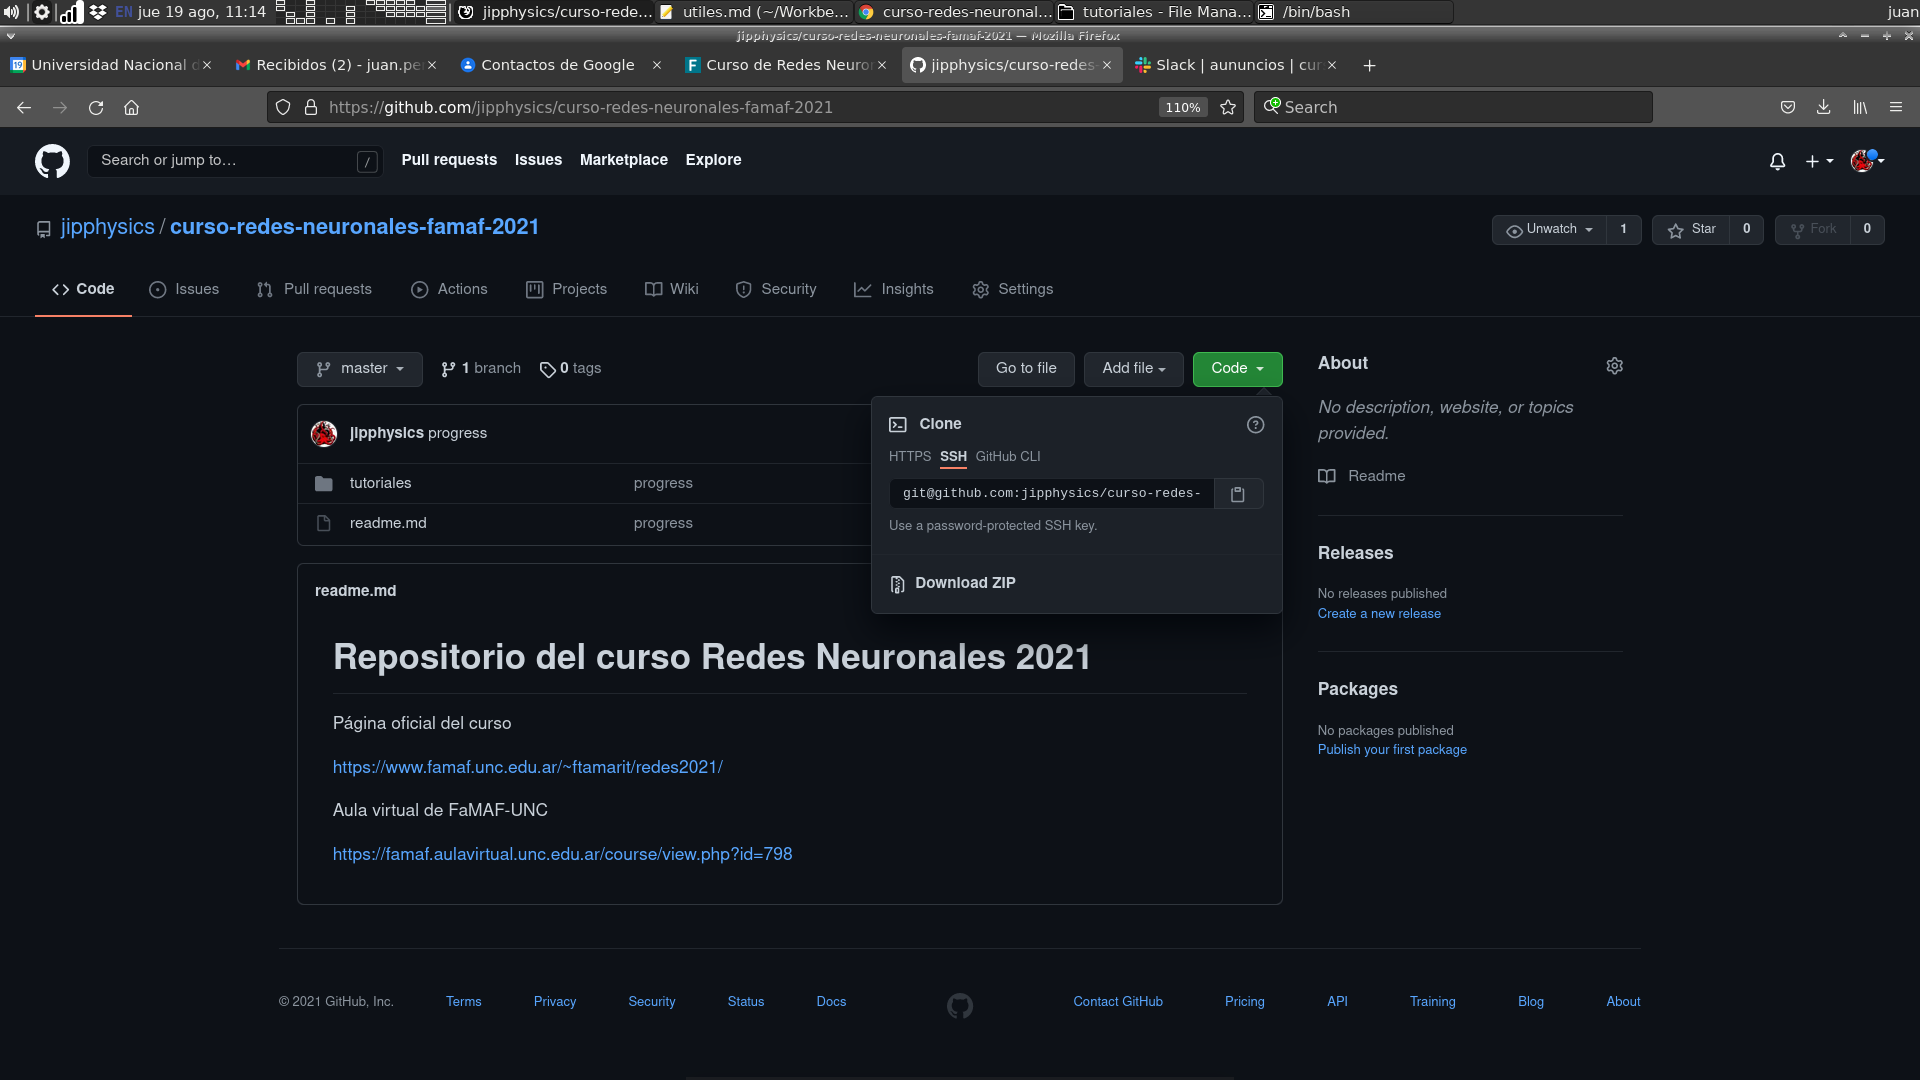 EN jue 19 ago, 11:14 jipphysics/curso-rede... utiles.md (~/Workbe... curso-redes-neuronal... tutoriales - File Mana... /bin/bash juan
jipphysics/curso-redes-neuronales-famaf-2021 — Mozilla Firefox
Universidad Nacional d Recibidos (2) - juan.pe Contactos de Google Curso de Redes Neuron jipphysics/curso-redes- Slack | aununcios | cur
https://github.com/jipphysics/curso-redes-neuronales-famaf-2021 110% Search
Search or jump to… / Pull requests Issues Marketplace Explore
jipphysics / curso-redes-neuronales-famaf-2021 Unwatch 1 Star 0 Fork 0
Code Issues Pull requests Actions Projects Wiki Security Insights Settings
master 1 branch 0 tags Go to file Add file Code
jipphysics progress
tutoriales progress
readme.md progress
Clone
HTTPS SSH GitHub CLI
git@github.com:jipphysics/curso-redes-
Use a password-protected SSH key.
Download ZIP
readme.md
Repositorio del curso Redes Neuronales 2021
Página oficial del curso
https://www.famaf.unc.edu.ar/~ftamarit/redes2021/
Aula virtual de FaMAF-UNC
https://famaf.aulavirtual.unc.edu.ar/course/view.php?id=798
About
No description, website, or topics
provided.
Readme
Releases
No releases published
Create a new release
Packages
No packages published
Publish your first package
© 2021 GitHub, Inc. Terms Privacy Security Status Docs Contact GitHub Pricing API Training Blog About